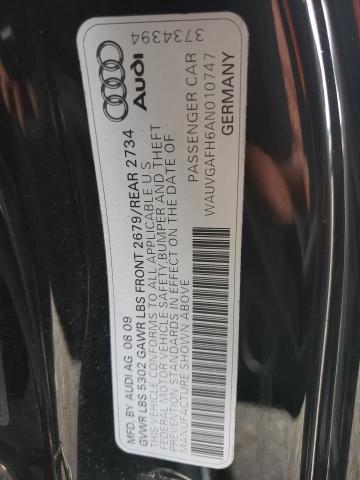 Audi
3734394
MFD. BY AUDI AG 08 09
GVWR LBS 5302 GAWR LBS FRONT 2679/REAR 2734
THIS VEHICLE CONFORMS TO ALL APPLICABLE U.S.
FEDERAL MOTOR VEHICLE SAFETY, BUMPER AND THEFT
PREVENTION STANDARDS IN EFFECT ON THE DATE OF
MANUFACTURE SHOWN ABOVE
PASSENGER CAR
WAUVGAFH6AN010747
GERMANY